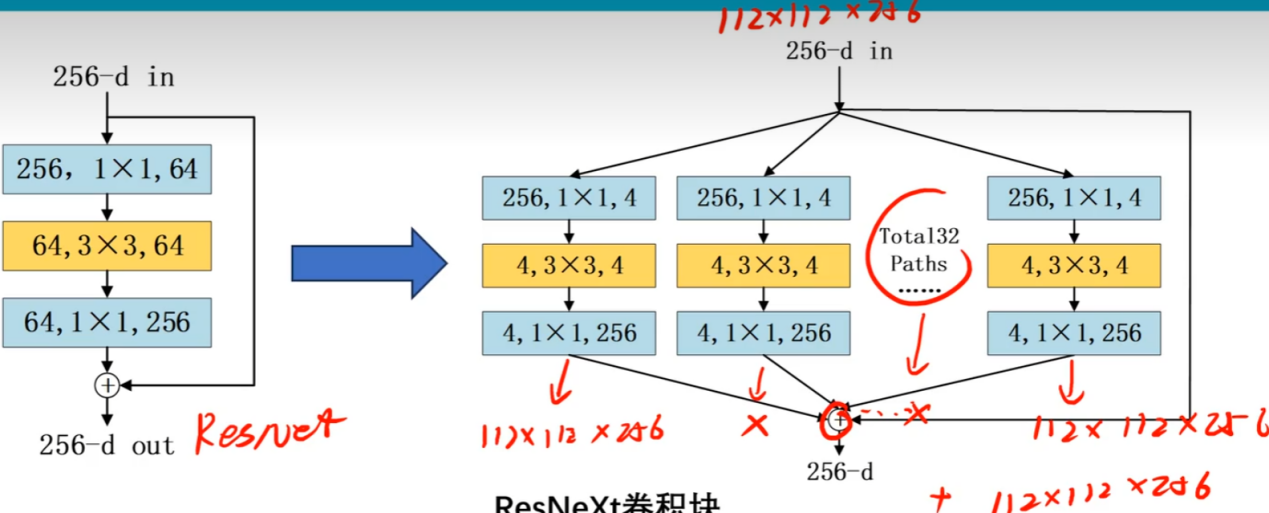 112×112×256
256-d in
256-d in
256, 1×1, 64
64, 3×3, 64
64, 1×1, 256
256-d out
Resnet
256, 1×1, 4
256, 1×1, 4
256, 1×1, 4
Total32
Paths
......
4, 3×3, 4
4, 3×3, 4
4, 3×3, 4
4, 1×1, 256
4, 1×1, 256
4, 1×1, 256
112×112×256
×
....×
112×112×256
256-d
+ 112×112×256
ResNeXt卷积块